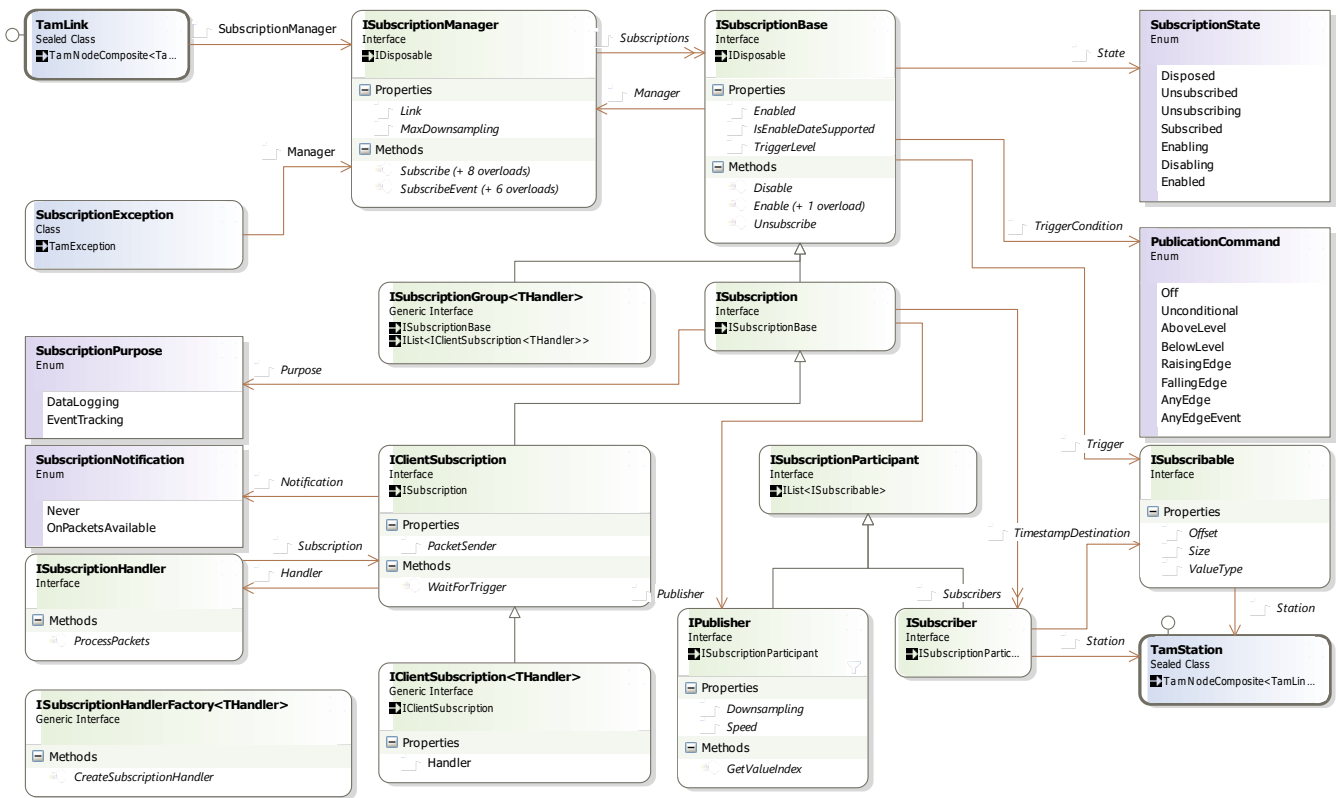 TamLink
Sealed Class
TamNodeComposite<Ta...
SubscriptionManager
ISubscriptionManager
Interface
IDisposable
Properties
Link
MaxDownsampling
Methods
Subscribe (+ 8 overloads)
SubscribeEvent (+ 6 overloads)
Subscriptions
Manager
ISubscriptionBase
Interface
IDisposable
Properties
Enabled
IsEnableDateSupported
TriggerLevel
Methods
Disable
Enable (+ 1 overload)
Unsubscribe
State
SubscriptionState
Enum
Disposed
Unsubscribed
Unsubscribing
Subscribed
Enabling
Disabling
Enabled
Manager
SubscriptionException
Class
TamException
TriggerCondition
PublicationCommand
Enum
Off
Unconditional
AboveLevel
BelowLevel
RaisingEdge
FallingEdge
AnyEdge
AnyEdgeEvent
ISubscriptionGroup<THandler>
Generic Interface
ISubscriptionBase
IList<IClientSubscription<THandler>>
ISubscription
Interface
ISubscriptionBase
SubscriptionPurpose
Enum
DataLogging
EventTracking
Purpose
SubscriptionNotification
Enum
Never
OnPacketsAvailable
Notification
IClientSubscription
Interface
ISubscription
Properties
PacketSender
Methods
WaitForTrigger
ISubscriptionParticipant
Interface
IList<ISubscribable>
Trigger
ISubscribable
Interface
Properties
Offset
Size
ValueType
TimestampDestination
Subscription
Handler
ISubscriptionHandler
Interface
Methods
ProcessPackets
Publisher
Subscribers
IPublisher
Interface
ISubscriptionParticipant
Properties
Downsampling
Speed
Methods
GetValueIndex
ISubscriber
Interface
ISubscriptionPartic...
Station
Station
TamStation
Sealed Class
TamNodeComposite<TamLin...
IClientSubscription<THandler>
Generic Interface
IClientSubscription
Properties
Handler
ISubscriptionHandlerFactory<THandler>
Generic Interface
Methods
CreateSubscriptionHandler